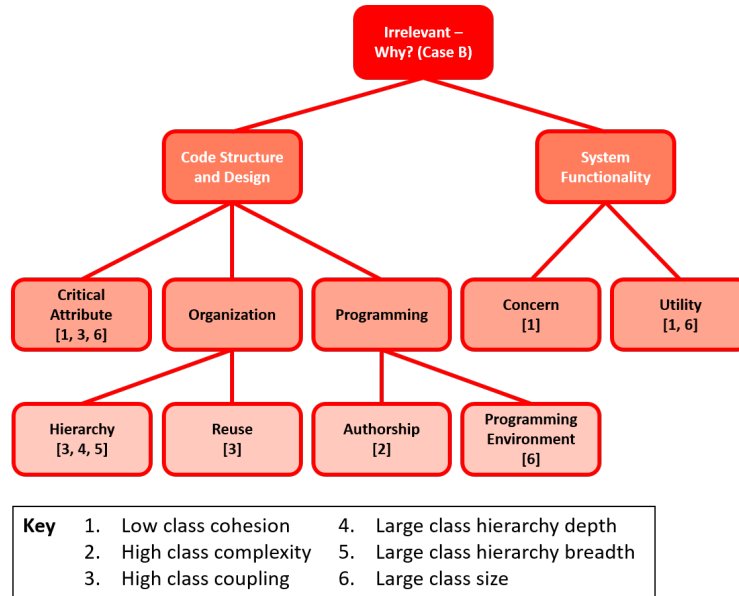 Irrelevant –
Why? (Case B)
Code Structure
and Design
System
Functionality
Critical
Attribute
[1, 3, 6]
Organization
Programming
Concern
[1]
Utility
[1, 6]
Hierarchy
[3, 4, 5]
Reuse
[3]
Authorship
[2]
Programming
Environment
[6]
Key
1. Low class cohesion
2. High class complexity
3. High class coupling
4. Large class hierarchy depth
5. Large class hierarchy breadth
6. Large class size